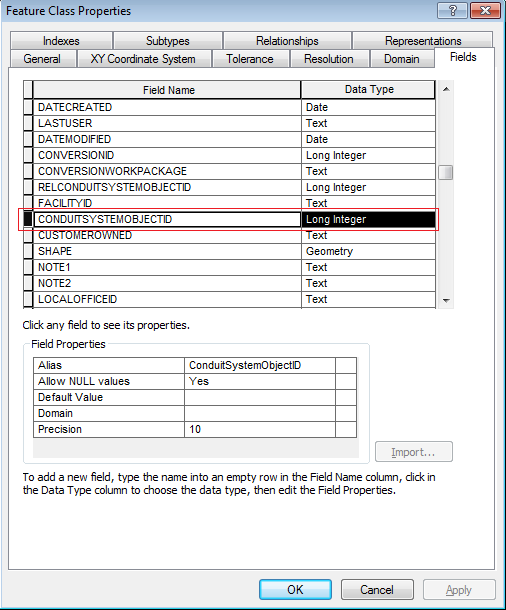 Feature Class Properties
Indexes Subtypes Relationships Representations
General XY Coordinate System Tolerance Resolution Domain Fields
Field Name Data Type
DATECREATED Date
LASTUSER Text
DATEMODIFIED Date
CONVERSIONID Long Integer
CONVERSIONWORKPACKAGE Text
RELCONDUITSYSTEMOBJECTID Long Integer
FACILITYID Text
CONDUITSYSTEMOBJECTID Long Integer
CUSTOMEROWNED Text
SHAPE Geometry
NOTE1 Text
NOTE2 Text
LOCALOFFICEID Text
Click any field to see its properties.
Field Properties
Alias ConduitSystemObjectID
Allow NULL values Yes
Default Value
Domain
Precision 10
Import...
To add a new field, type the name into an empty row in the Field Name column, click in
the Data Type column to choose the data type, then edit the Field Properties.
OK Cancel Apply